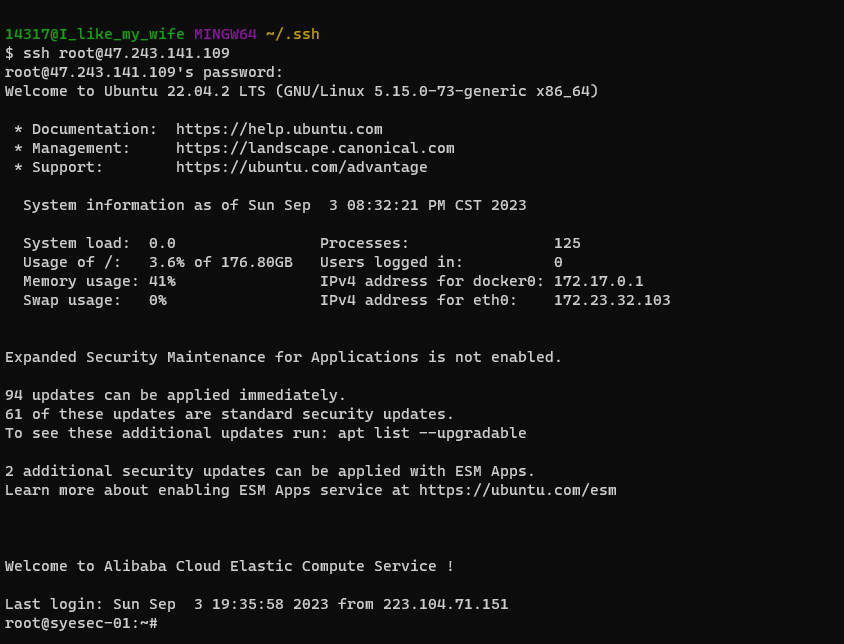 14317@I_like_my_wife MINGW64 ~/.ssh
$ ssh root@47.243.141.109
root@47.243.141.109's password:
Welcome to Ubuntu 22.04.2 LTS (GNU/Linux 5.15.0-73-generic x86_64)
* Documentation:  https://help.ubuntu.com
* Management:     https://landscape.canonical.com
* Support:        https://ubuntu.com/advantage
System information as of Sun Sep  3 08:32:21 PM CST 2023
System load:  0.0                Processes:                125
Usage of /:   3.6% of 176.80GB   Users logged in:          0
Memory usage: 41%                IPv4 address for docker0: 172.17.0.1
Swap usage:   0%                 IPv4 address for eth0:    172.23.32.103
Expanded Security Maintenance for Applications is not enabled.
94 updates can be applied immediately.
61 of these updates are standard security updates.
To see these additional updates run: apt list --upgradable
2 additional security updates can be applied with ESM Apps.
Learn more about enabling ESM Apps service at https://ubuntu.com/esm
Welcome to Alibaba Cloud Elastic Compute Service !
Last login: Sun Sep  3 19:35:58 2023 from 223.104.71.151
root@syesec-01:~#